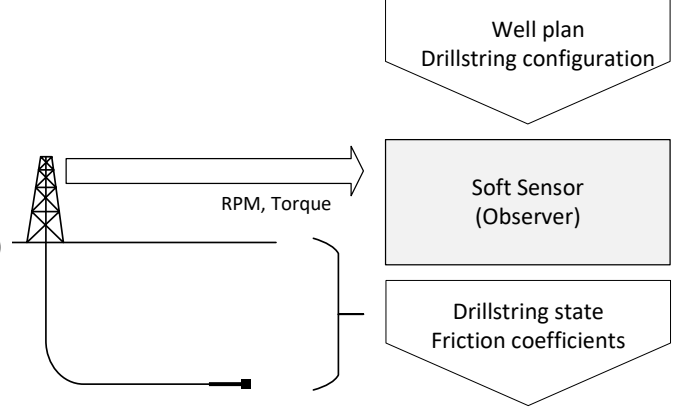 Well plan
Drillstring configuration
RPM, Torque
Soft Sensor
(Observer)
Drillstring state
Friction coefficients